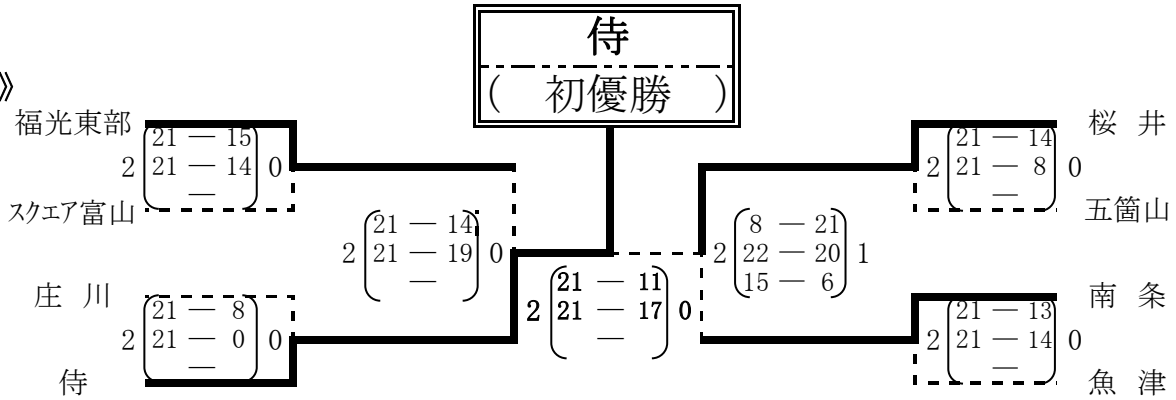 侍
( 初優勝 )
》
福光東部
21 ― 15
2 21 ― 14 0
―
スクエア富山
桜 井
21 ― 14
2 21 ― 8 0
―
五箇山
21 ― 14
2 21 ― 19 0
―
8 ― 21
2 22 ― 20 1
15 ― 6
庄 川
21 ― 8
2 21 ― 0 0
―
侍
21 ― 11
2 21 ― 17 0
―
南 条
21 ― 13
2 21 ― 14 0
―
魚 津